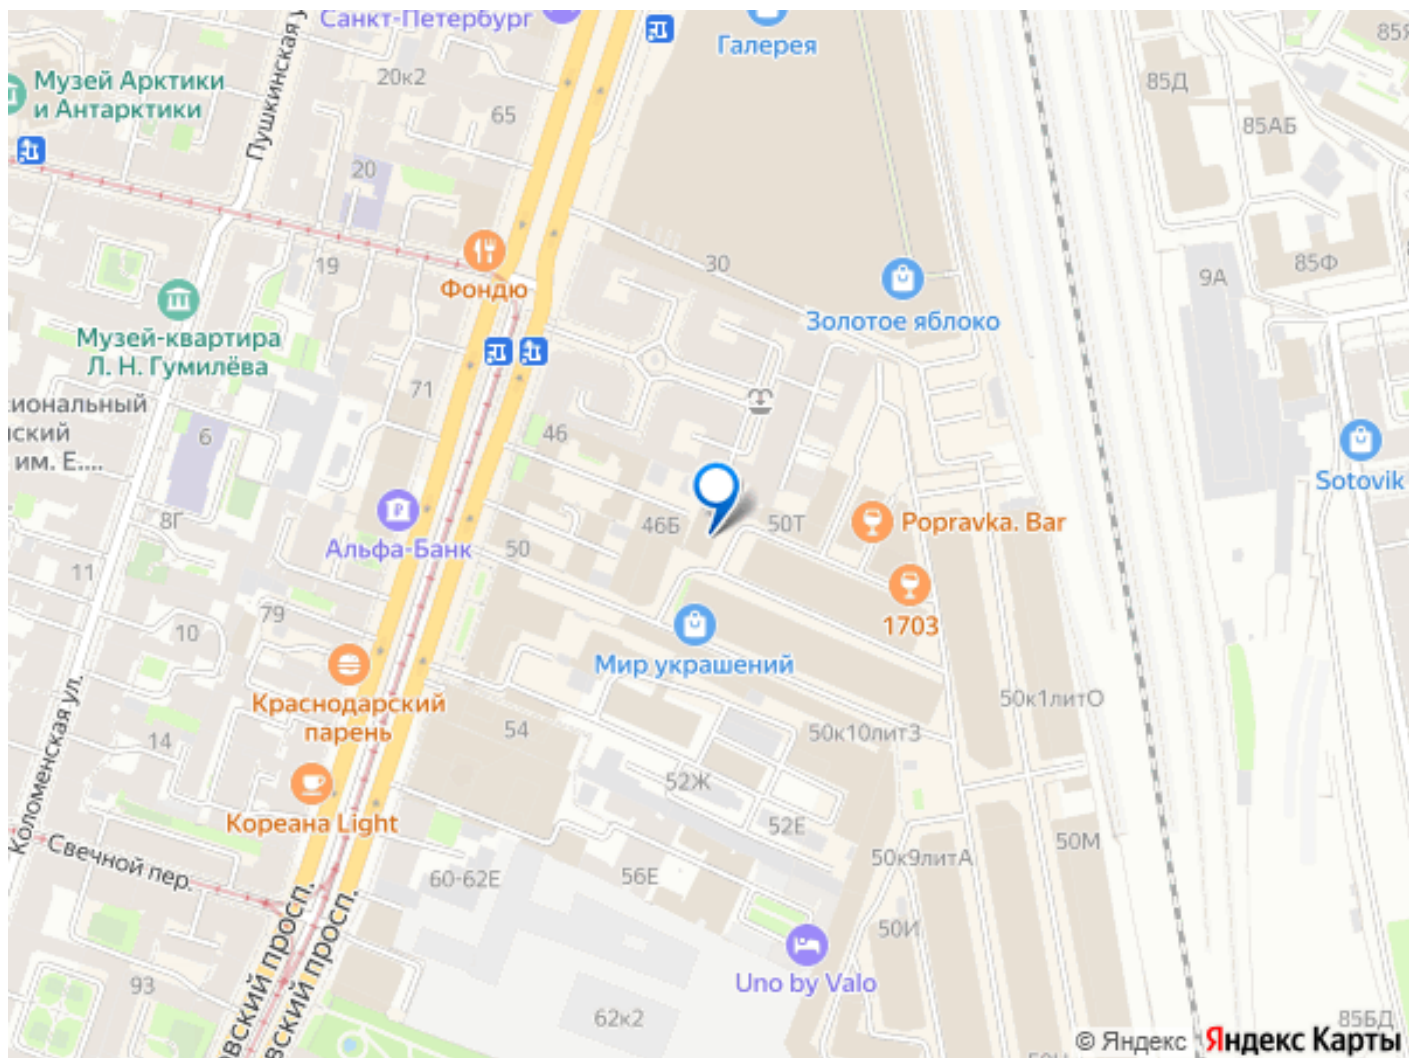 Санкт-Петербург
Галерея
85Я
85Д
85АБ
Музей Арктики
и Антарктики
20к2
65
Пушкинская у
20
30
19
Фондю
9А
85Ф
Золотое яблоко
Музей-квартира
Л. Н. Гумилёва
71
сиональный
ский
им. Е....
6
46
8Г
46Б
50Т
Popravka. Bar
Sotovik
Альфа-Банк
50
11
79
10
1703
Мир украшений
Краснодарский
парень
50к1литО
14
54
50к10лит3
Коломенская ул.
52Ж
Кореана Light
52Е
50М
Свечной пер.
50к9литА
60-62Е
56Е
50И
вский просп.
вский просп.
Uno by Valo
93
62к2
85БД
© Яндекс Яндекс Карты